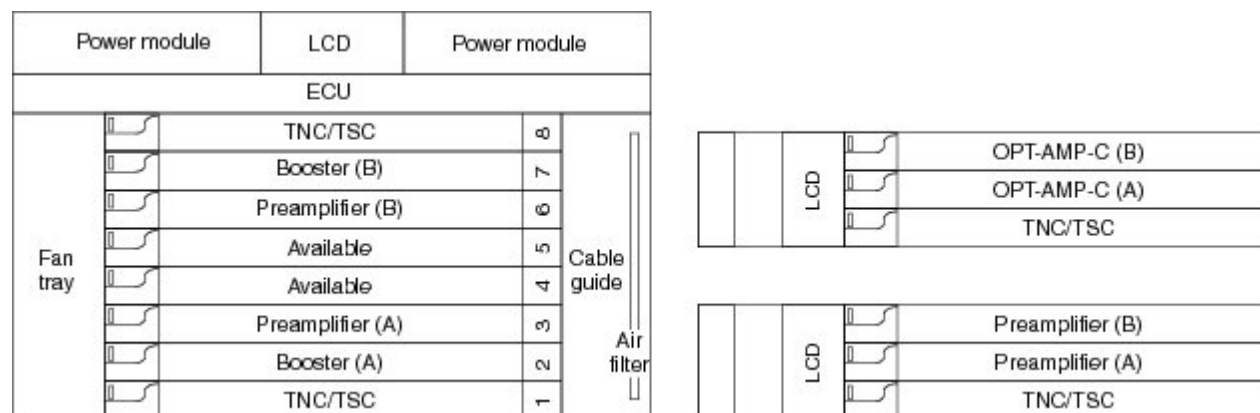 Power module LCD Power module
ECU
TNC/TSC 8
Booster (B) 7
Preamplifier (B) 6
Available 5
Available 4
Preamplifier (A) 3
Booster (A) 2
TNC/TSC 1
Fan
tray
Cable
guide
Air
filter
LCD
OPT-AMP-C (B)
OPT-AMP-C (A)
TNC/TSC
LCD
Preamplifier (B)
Preamplifier (A)
TNC/TSC